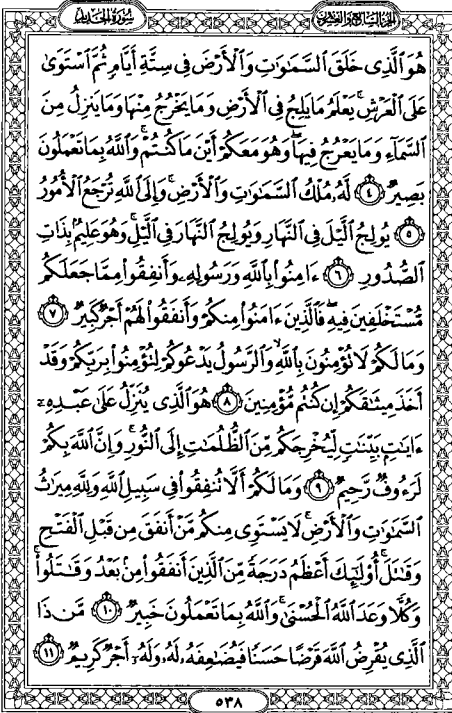 الجزء السابع والعشرون سورة الحديد
هُوَ ٱلَّذِى خَلَقَ ٱلسَّمَٰوَٰتِ وَٱلْأَرْضَ فِى سِتَّةِ أَيَّامٍ ثُمَّ ٱسْتَوَىٰ
عَلَى ٱلْعَرْشِ ۚ يَعْلَمُ مَا يَلِجُ فِى ٱلْأَرْضِ وَمَا يَخْرُجُ مِنْهَا وَمَا يَنزِلُ مِنَ
ٱلسَّمَآءِ وَمَا يَعْرُجُ فِيهَا ۖ وَهُوَ مَعَكُمْ أَيْنَ مَا كُنتُمْ ۚ وَٱللَّهُ بِمَا تَعْمَلُونَ
بَصِيرٌ ٤ لَّهُۥ مُلْكُ ٱلسَّمَٰوَٰتِ وَٱلْأَرْضِ ۚ وَإِلَى ٱللَّهِ تُرْجَعُ ٱلْأُمُورُ
٥ يُولِجُ ٱلَّيْلَ فِى ٱلنَّهَارِ وَيُولِجُ ٱلنَّهَارَ فِى ٱلَّيْلِ ۚ وَهُوَ عَلِيمٌۢ بِذَاتِ
ٱلصُّدُورِ ٦ ءَامِنُوا۟ بِٱللَّهِ وَرَسُولِهِۦ وَأَنفِقُوا۟ مِمَّا جَعَلَكُم
مُّسْتَخْلَفِينَ فِيهِ ۖ فَٱلَّذِينَ ءَامَنُوا۟ مِنكُمْ وَأَنفَقُوا۟ لَهُمْ أَجْرٌ كَبِيرٌ ٧
وَمَا لَكُمْ لَا تُؤْمِنُونَ بِٱللَّهِ ۙ وَٱلرَّسُولُ يَدْعُوكُمْ لِتُؤْمِنُوا۟ بِرَبِّكُمْ وَقَدْ
أَخَذَ مِيثَٰقَكُمْ إِن كُنتُم مُّؤْمِنِينَ ٨ هُوَ ٱلَّذِى يُنَزِّلُ عَلَىٰ عَبْدِهِۦٓ
ءَايَٰتٍۭ بَيِّنَٰتٍ لِّيُخْرِجَكُم مِّنَ ٱلظُّلُمَٰتِ إِلَى ٱلنُّورِ ۚ وَإِنَّ ٱللَّهَ بِكُمْ
لَرَءُوفٌ رَّحِيمٌ ٩ وَمَا لَكُمْ أَلَّا تُنفِقُوا۟ فِى سَبِيلِ ٱللَّهِ وَلِلَّهِ مِيرَٰثُ
ٱلسَّمَٰوَٰتِ وَٱلْأَرْضِ ۚ لَا يَسْتَوِى مِنكُم مَّنْ أَنفَقَ مِن قَبْلِ ٱلْفَتْحِ
وَقَٰتَلَ ۚ أُو۟لَٰٓئِكَ أَعْظَمُ دَرَجَةً مِّنَ ٱلَّذِينَ أَنفَقُوا۟ مِنۢ بَعْدُ وَقَٰتَلُوا۟ ۚ
وَكُلًّا وَعَدَ ٱللَّهُ ٱلْحُسْنَىٰ ۚ وَٱللَّهُ بِمَا تَعْمَلُونَ خَبِيرٌ ١٠ مَّن ذَا
ٱلَّذِى يُقْرِضُ ٱللَّهَ قَرْضًا حَسَنًا فَيُضَٰعِفَهُۥ لَهُۥ وَلَهُۥٓ أَجْرٌ كَرِيمٌ ١١
٥٣٨